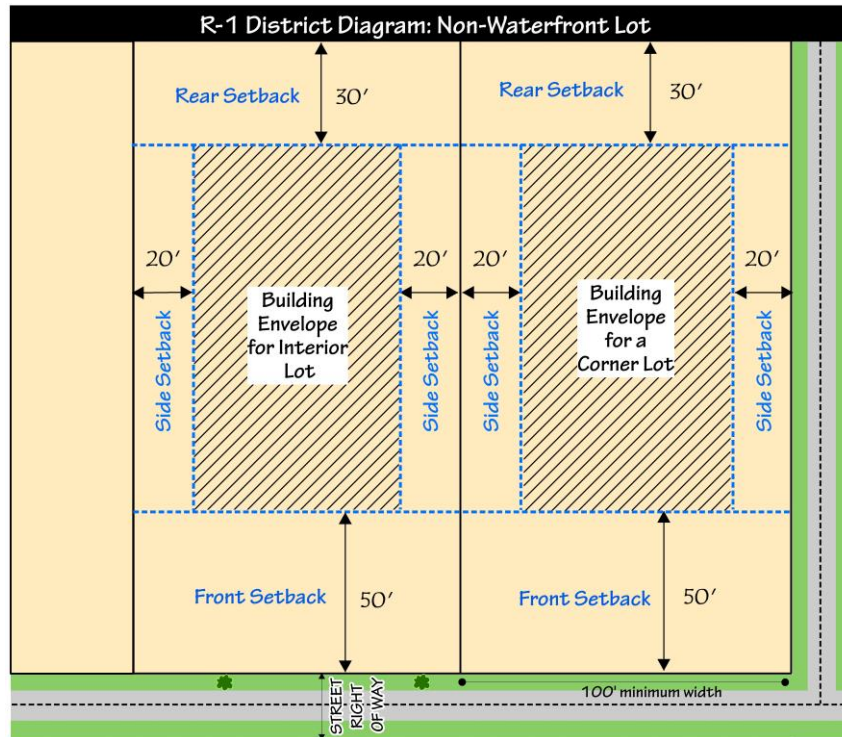 R-1 District Diagram: Non-Waterfront Lot
Rear Setback
30'
Rear Setback
30'
20'
20'
20'
20'
Building
Envelope
for Interior
Lot
Building
Envelope
for a
Corner Lot
Side Setback
Side Setback
Side Setback
Side Setback
Front Setback
50'
Front Setback
50'
STREET
RIGHT
OF WAY
100' minimum width